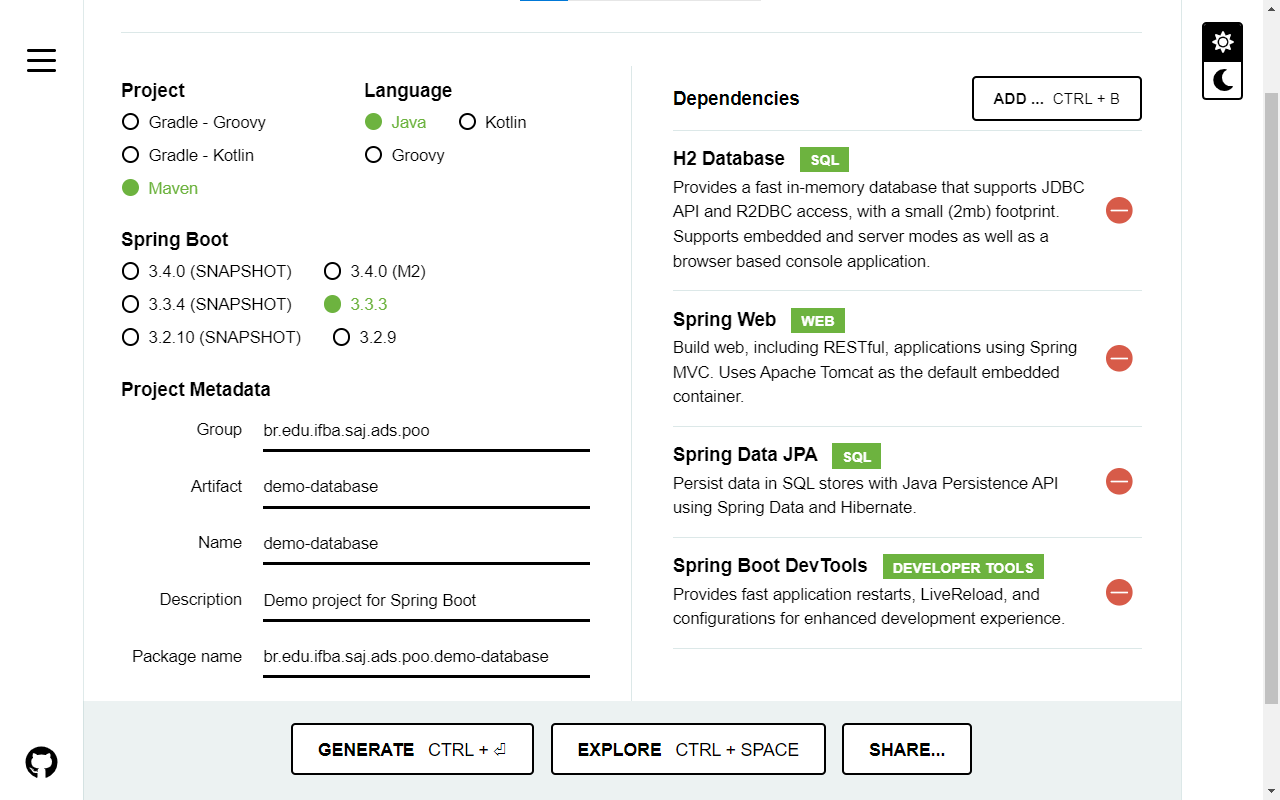 Project
Gradle - Groovy
Gradle - Kotlin
Maven
Language
Java Kotlin
Groovy
Spring Boot
3.4.0 (SNAPSHOT) 3.4.0 (M2)
3.3.4 (SNAPSHOT) 3.3.3
3.2.10 (SNAPSHOT) 3.2.9
Project Metadata
Group br.edu.ifba.saj.ads.poo
Artifact demo-database
Name demo-database
Description Demo project for Spring Boot
Package name br.edu.ifba.saj.ads.poo.demo-database
Dependencies
ADD ... CTRL + B
H2 Database SQL
Provides a fast in-memory database that supports JDBC
API and R2DBC access, with a small (2mb) footprint.
Supports embedded and server modes as well as a
browser based console application.
Spring Web WEB
Build web, including RESTful, applications using Spring
MVC. Uses Apache Tomcat as the default embedded
container.
Spring Data JPA SQL
Persist data in SQL stores with Java Persistence API
using Spring Data and Hibernate.
Spring Boot DevTools DEVELOPER TOOLS
Provides fast application restarts, LiveReload, and
configurations for enhanced development experience.
GENERATE CTRL + ⏎
EXPLORE CTRL + SPACE
SHARE...